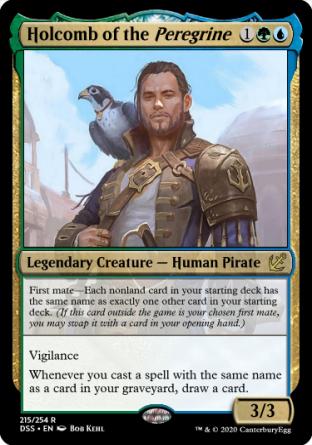 Holcomb of the Peregrine 1
Legendary Creature — Human Pirate
First mate—Each nonland card in your starting deck has
the same name as exactly one other card in your starting
deck. (If this card outside the game is your chosen first mate,
you may swap it with a card in your opening hand.)
Vigilance
Whenever you cast a spell with the same name
as a card in your graveyard, draw a card.
3/3
215/254 R
DSS • EN Bob Kehl
™ & © 2020 CanterburyEgg